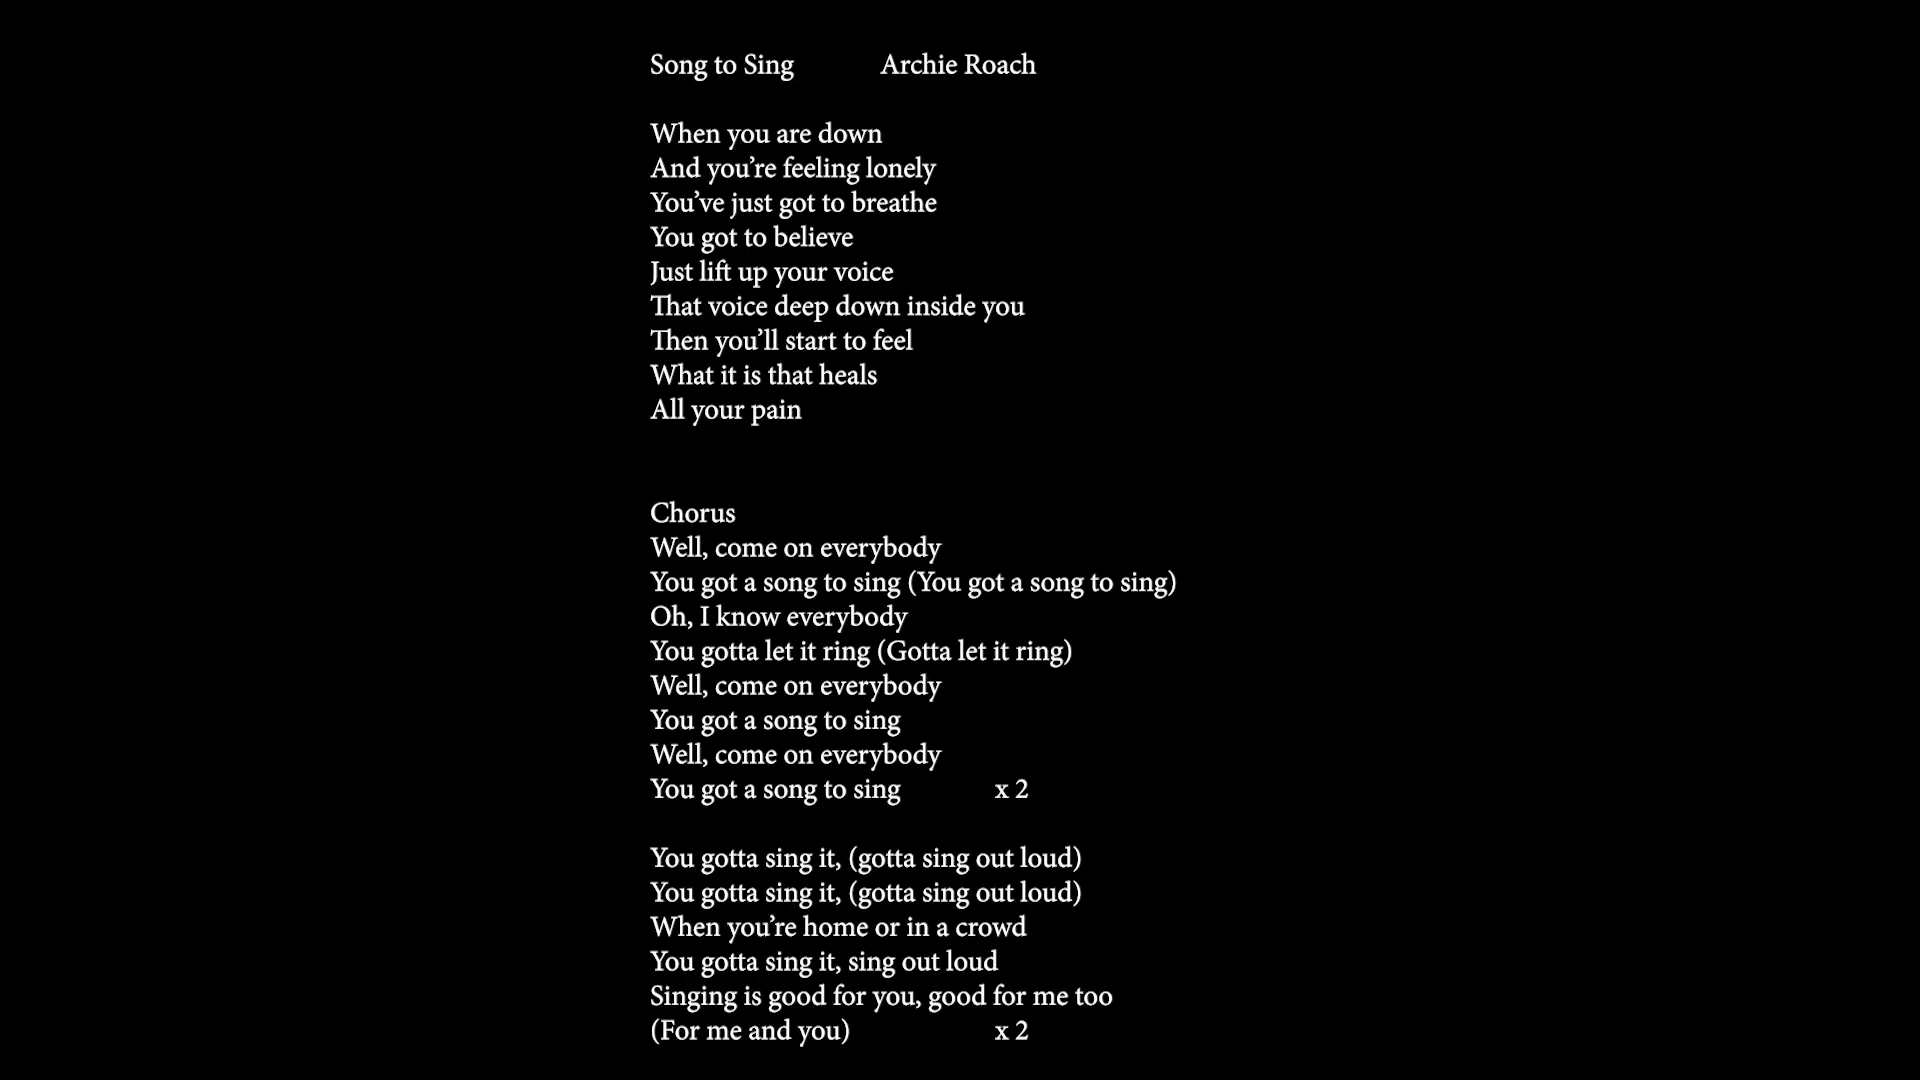 Song to Sing Archie Roach
When you are down
And you’re feeling lonely
You’ve just got to breathe
You got to believe
Just lift up your voice
That voice deep down inside you
Then you’ll start to feel
What it is that heals
All your pain
Chorus
Well, come on everybody
You got a song to sing (You got a song to sing)
Oh, I know everybody
You gotta let it ring (Gotta let it ring)
Well, come on everybody
You got a song to sing
Well, come on everybody
You got a song to sing x 2
You gotta sing it, (gotta sing out loud)
You gotta sing it, (gotta sing out loud)
When you’re home or in a crowd
You gotta sing it, sing out loud
Singing is good for you, good for me too
(For me and you) x 2